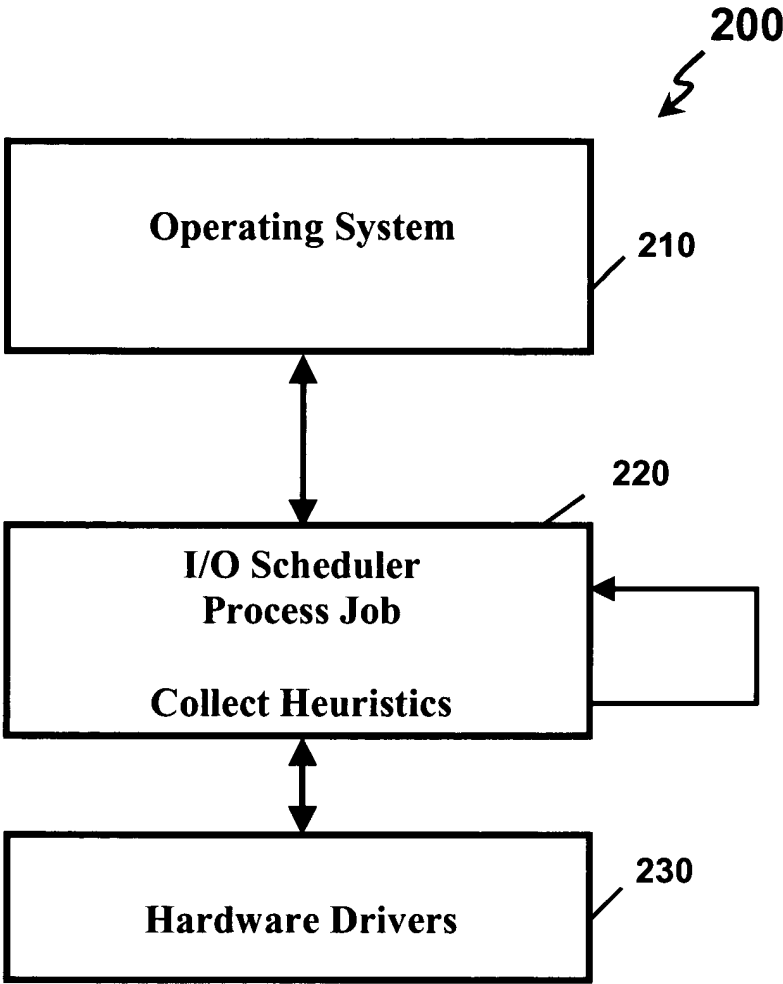 200
Operating System
210
220
I/O Scheduler
Process Job
Collect Heuristics
230
Hardware Drivers